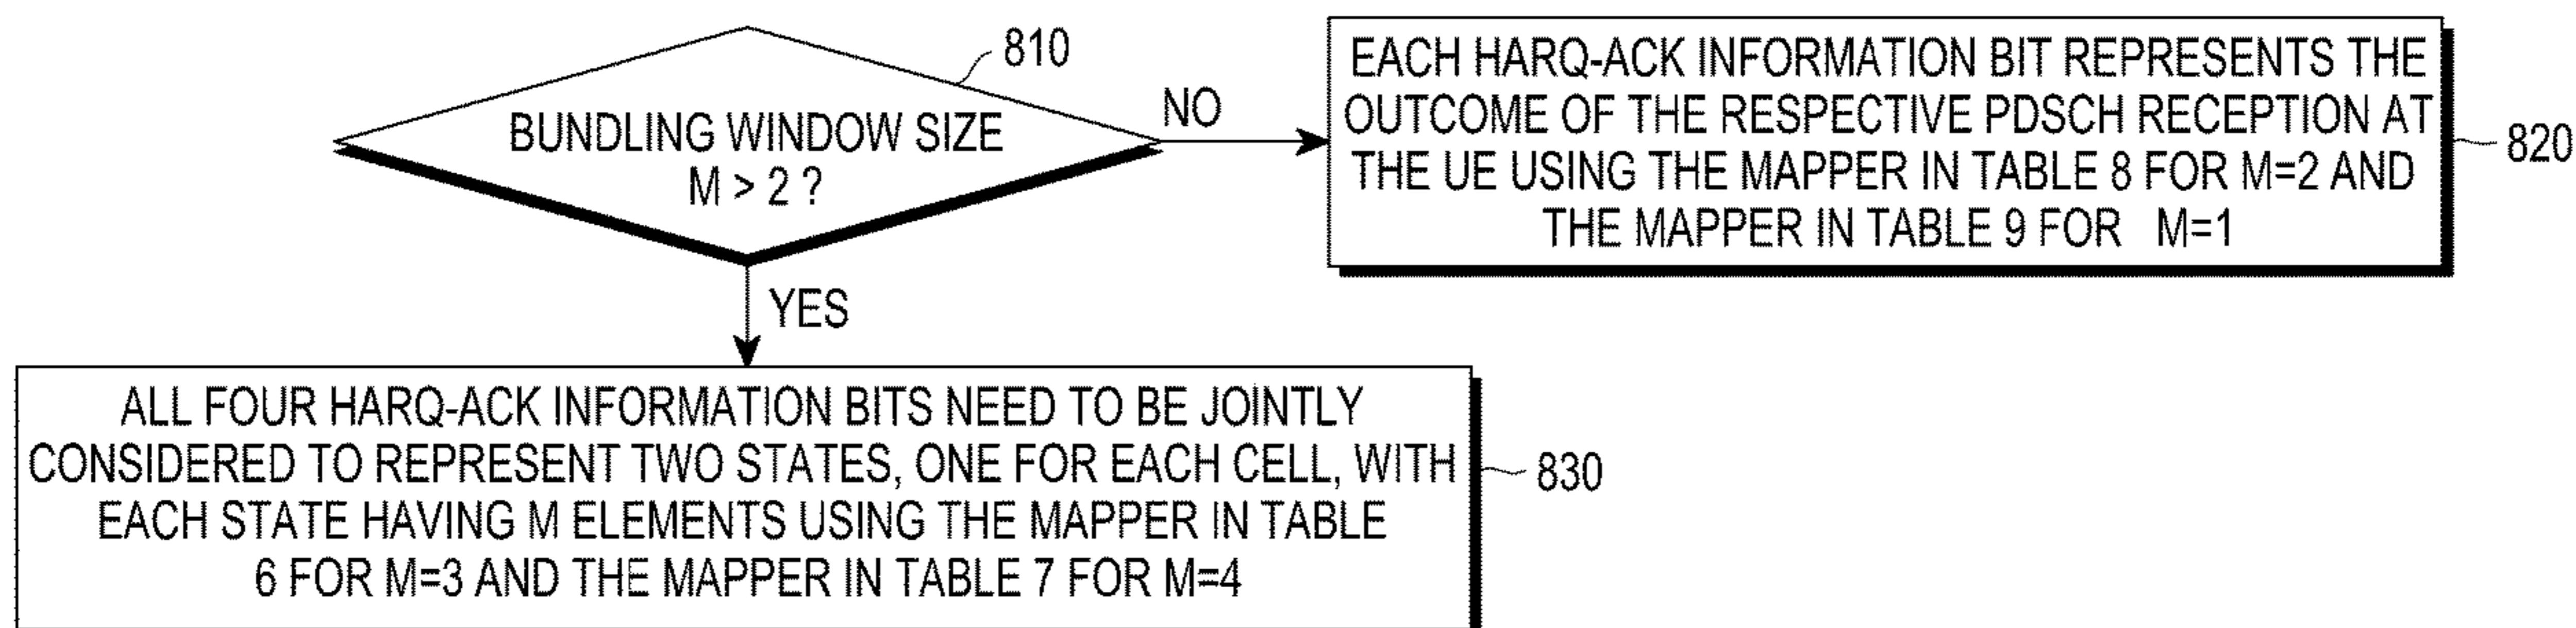 810
BUNDLING WINDOW SIZE
M > 2 ?
NO
EACH HARQ-ACK INFORMATION BIT REPRESENTS THE
OUTCOME OF THE RESPECTIVE PDSCH RECEPTION AT
THE UE USING THE MAPPER IN TABLE 8 FOR M=2 AND
THE MAPPER IN TABLE 9 FOR M=1
820
YES
ALL FOUR HARQ-ACK INFORMATION BITS NEED TO BE JOINTLY
CONSIDERED TO REPRESENT TWO STATES, ONE FOR EACH CELL, WITH
EACH STATE HAVING M ELEMENTS USING THE MAPPER IN TABLE
6 FOR M=3 AND THE MAPPER IN TABLE 7 FOR M=4
830